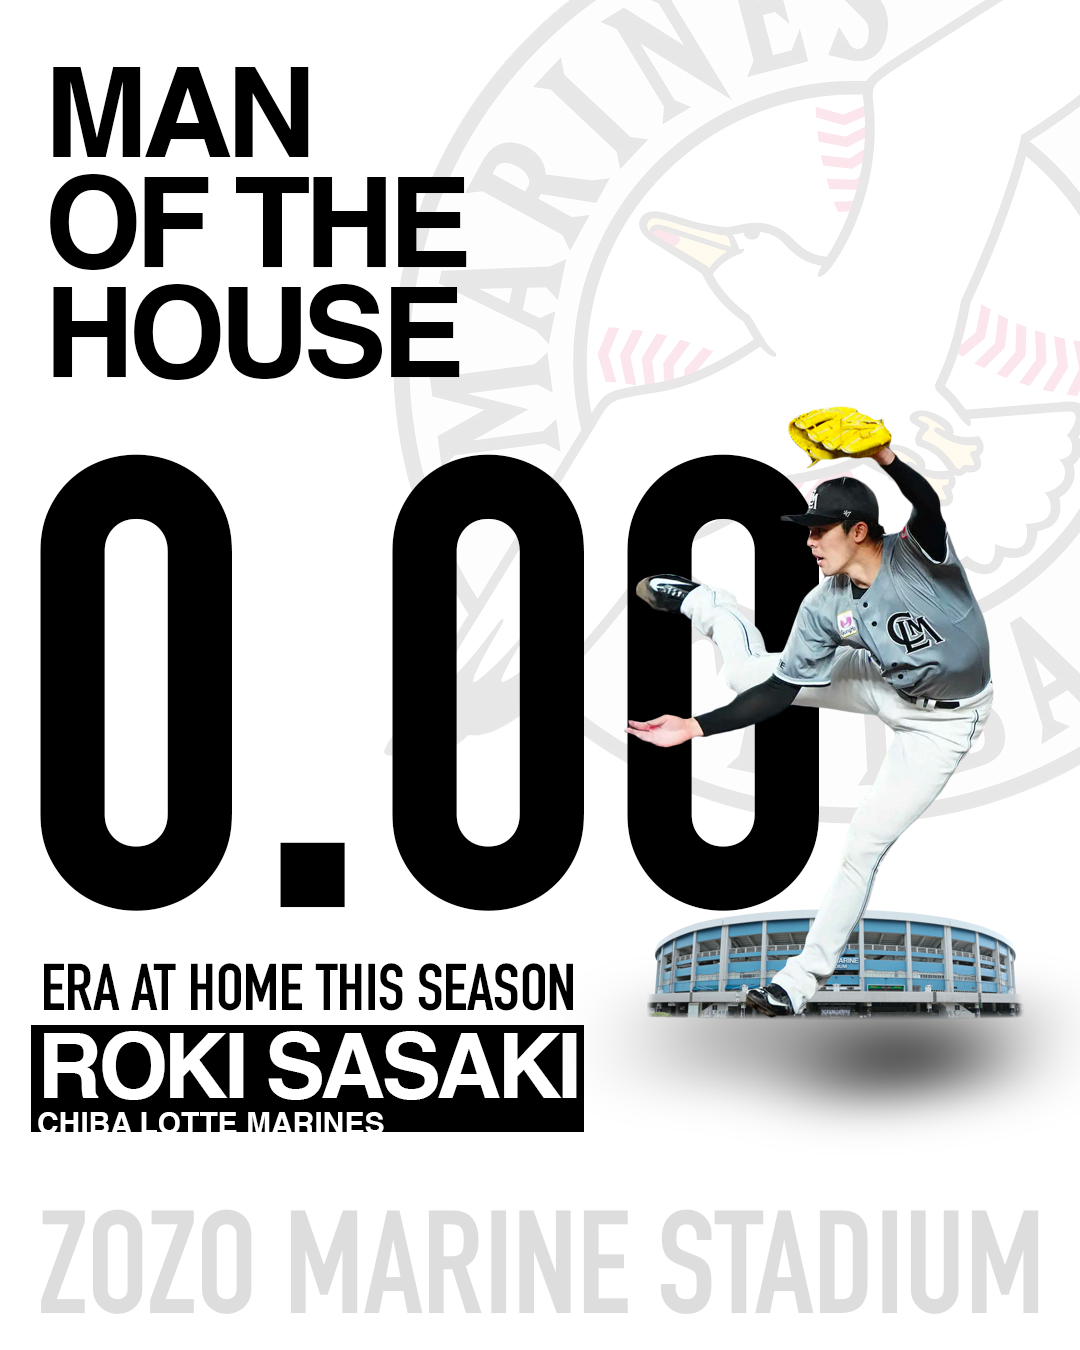 MARINES
MAN
OF THE
HOUSE
0.00
ERA AT HOME THIS SEASON
ROKI SASAKI
CHIBA LOTTE MARINES
ZOZO MARINE STADIUM